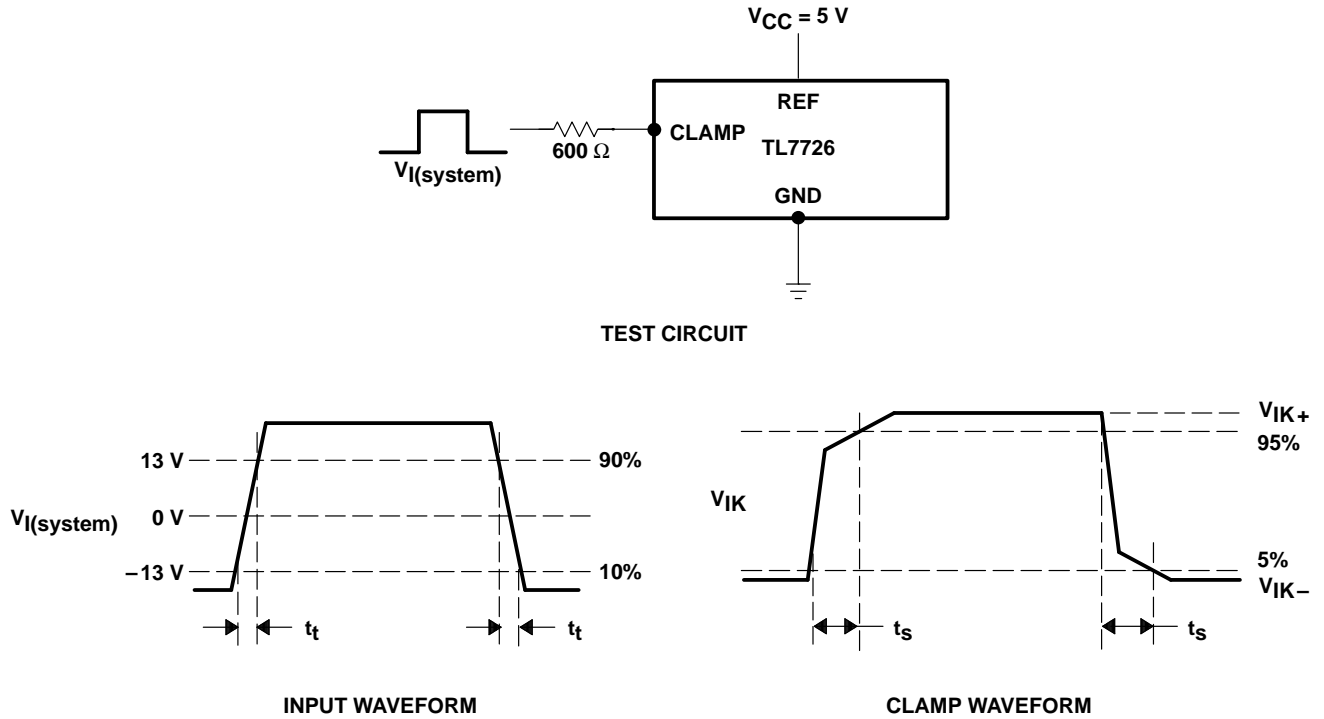 VCC = 5 V
REF
CLAMP
TL7726
600 Ω
VI(system)
GND
TEST CIRCUIT
VIK+
95%
13 V
90%
VIK
VI(system)
0 V
5%
–13 V
10%
VIK–
tt
tt
ts
ts
INPUT WAVEFORM
CLAMP WAVEFORM